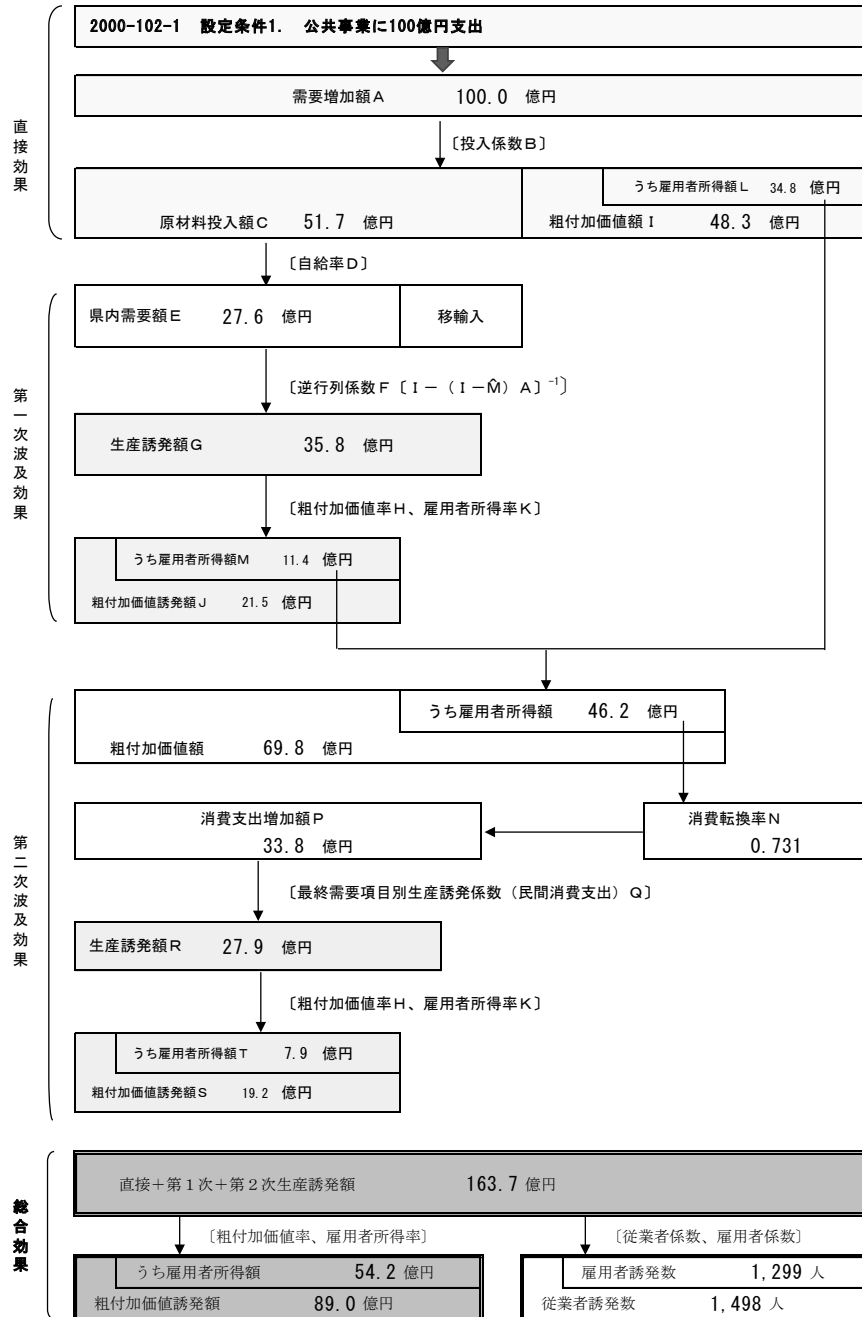 2000-102-1 設定条件1. 公共事業に100億円支出
需要増加額A 100.0 億円
直接効果
〔投入係数B〕
うち雇用者所得額L 34.8 億円
原材料投入額C 51.7 億円
粗付加価値額I 48.3 億円
〔自給率D〕
県内需要額E 27.6 億円
移輸入
〔逆行列係数F〔I－（I－M̂）A〕⁻¹〕
第一次波及効果
生産誘発額G 35.8 億円
〔粗付加価値率H、雇用者所得率K〕
うち雇用者所得額M 11.4 億円
粗付加価値誘発額J 21.5 億円
うち雇用者所得額 46.2 億円
粗付加価値額 69.8 億円
消費支出増加額P
33.8 億円
消費転換率N
0.731
第二次波及効果
〔最終需要項目別生産誘発係数（民間消費支出）Q〕
生産誘発額R 27.9 億円
〔粗付加価値率H、雇用者所得率K〕
うち雇用者所得額T 7.9 億円
粗付加価値誘発額S 19.2 億円
総合効果
直接＋第１次＋第２次生産誘発額 163.7 億円
〔粗付加価値率、雇用者所得率〕
〔従業者係数、雇用者係数〕
うち雇用者所得額 54.2 億円
粗付加価値誘発額 89.0 億円
雇用者誘発数 1,299 人
従業者誘発数 1,498 人